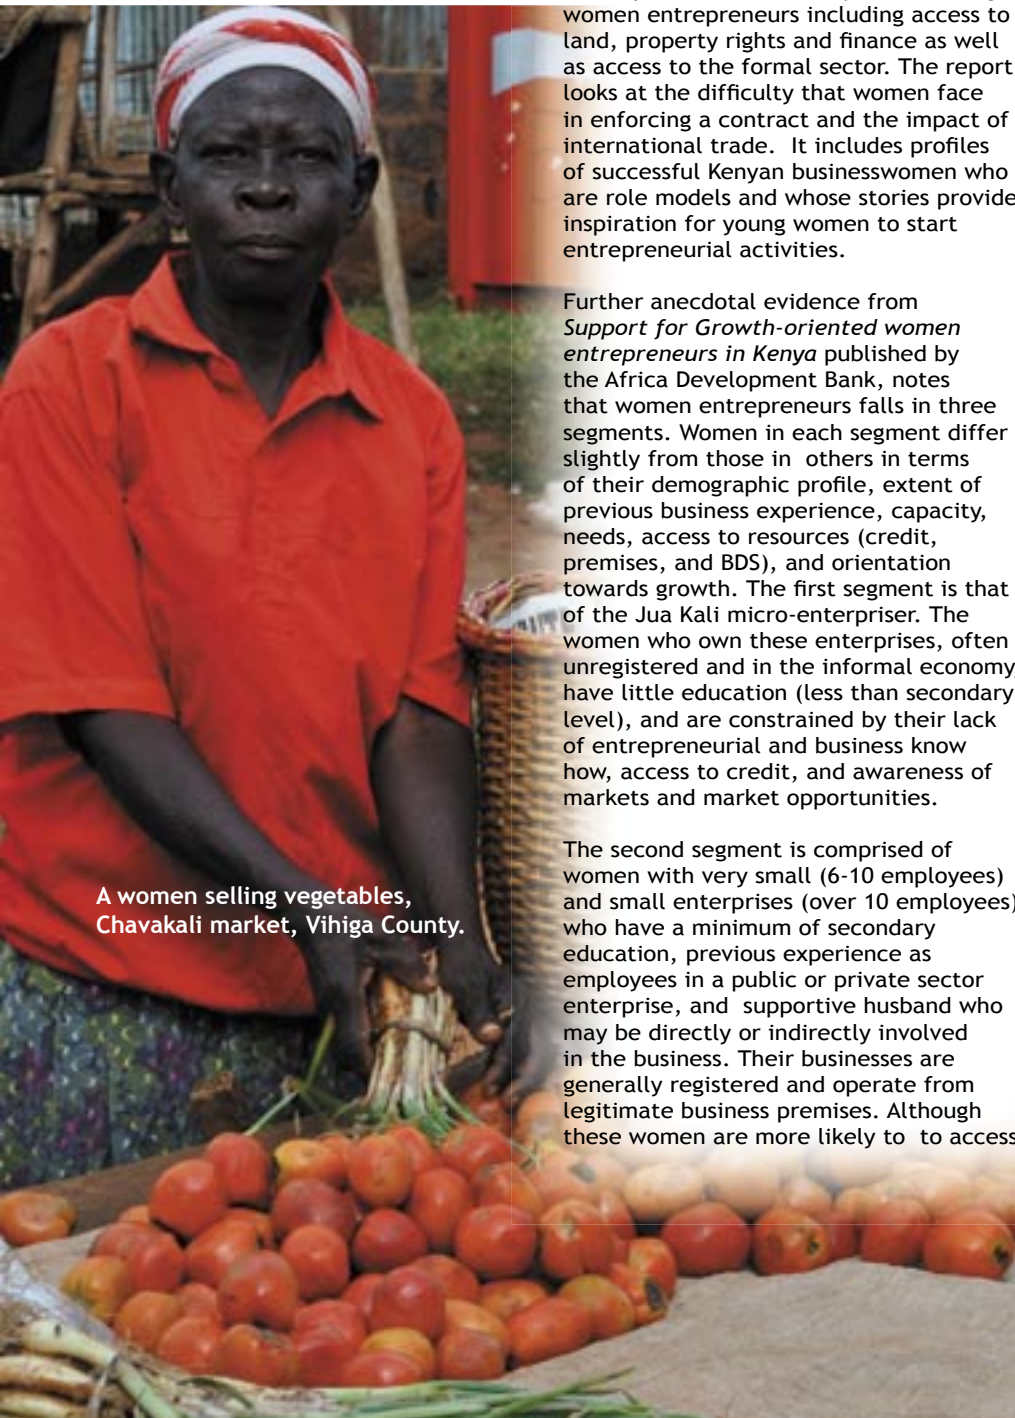 women entrepreneurs including access to
land, property rights and finance as well
as access to the formal sector. The report
looks at the difficulty that women face
in enforcing a contract and the impact of
international trade.  It includes profiles
of successful Kenyan businesswomen who
are role models and whose stories provide
inspiration for young women to start
entrepreneurial activities.

Further anecdotal evidence from
Support for Growth-oriented women
entrepreneurs in Kenya published by
the Africa Development Bank, notes
that women entrepreneurs falls in three
segments. Women in each segment differ
slightly from those in  others in terms
of their demographic profile, extent of
previous business experience, capacity,
needs, access to resources (credit,
premises, and BDS), and orientation
towards growth. The first segment is that
of the Jua Kali micro-enterpriser. The
women who own these enterprises, often
unregistered and in the informal economy,
have little education (less than secondary
level), and are constrained by their lack
of entrepreneurial and business know
how, access to credit, and awareness of
markets and market opportunities.

The second segment is comprised of
women with very small (6-10 employees)
and small enterprises (over 10 employees)
who have a minimum of secondary
education, previous experience as
employees in a public or private sector
enterprise, and  supportive husband who
may be directly or indirectly involved
in the business. Their businesses are
generally registered and operate from
legitimate business premises. Although
these women are more likely to  to access

A women selling vegetables,
Chavakali market, Vihiga County.